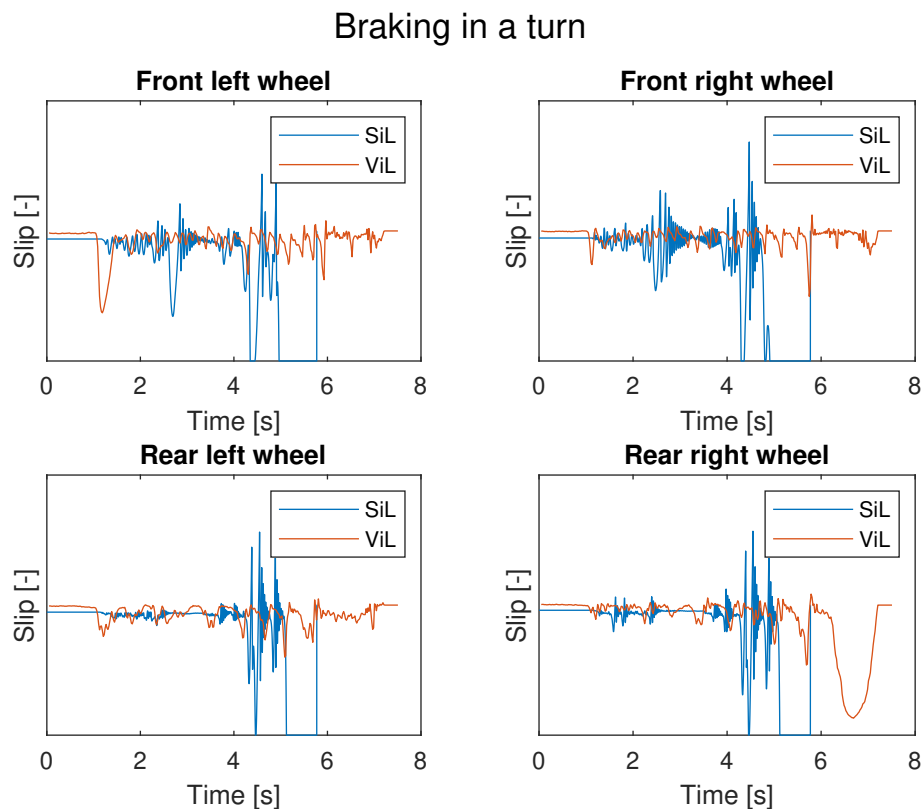 Braking in a turn
Front left wheel
Slip [-]
SiL
ViL
0 2 4 6 8
Time [s]
Front right wheel
Slip [-]
SiL
ViL
0 2 4 6 8
Time [s]
Rear left wheel
Slip [-]
SiL
ViL
0 2 4 6 8
Time [s]
Rear right wheel
Slip [-]
SiL
ViL
0 2 4 6 8
Time [s]